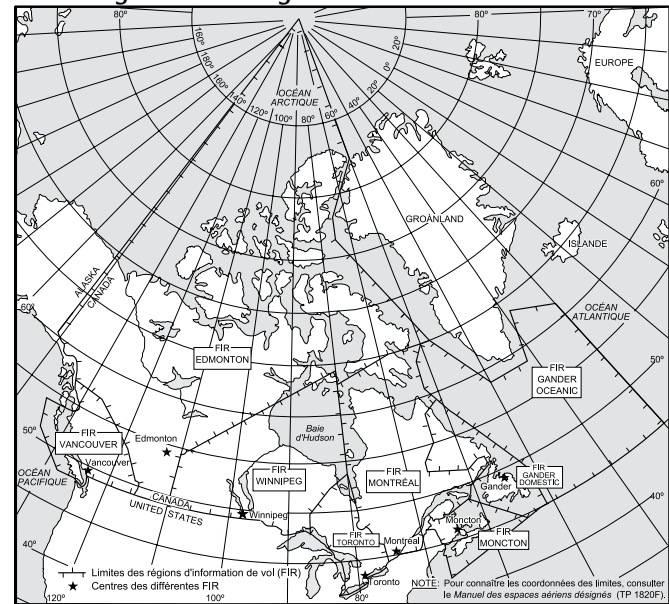 80°
80°
70°
160°
180°
160°
140°
120°
100°
80°
60°
40°
20°
0°
20°
OCÉAN
ARCTIQUE
EUROPE
60°
GROÀNLAND
ISLANDE
ALASKA
CANADA
60°
OCÉAN
ATLANTIQUE
FIR
EDMONTON
50°
FIR
GANDER
OCEANIC
50°
Baie
d'Hudson
FIR
VANCOUVER
Edmonton
Vancouver
OCÉAN
PACIFIQUE
FIR
WINNIPEG
FIR
MONTRÉAL
FIR
GANDER
DOMESTIC
Gander
40°
CANADA
UNITED STATES
Winnipeg
Moncton
FIR
MONCTON
FIR
TORONTO
Montréal
40°
Toronto
Limites des régions d'information de vol (FIR)
Centres des différentes FIR
NOTE: Pour connaître les coordonnées des limites, consulter
le Manuel des espaces aériens désignés (TP 1820F).
120°
100°
80°